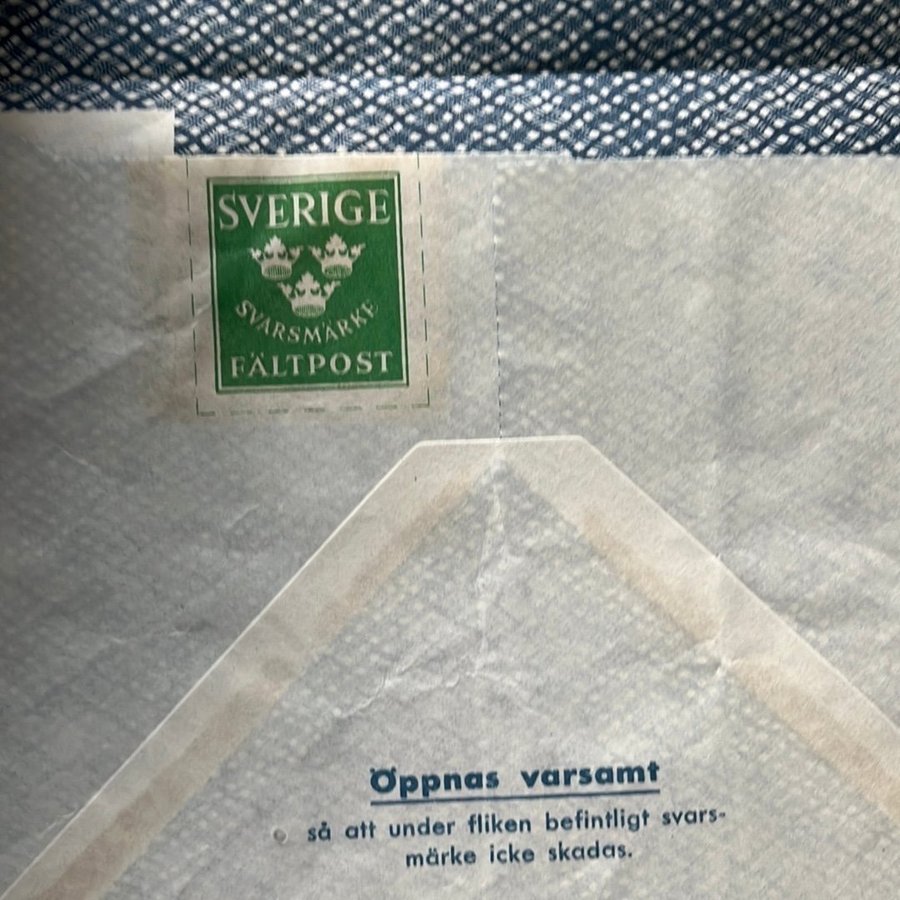 SVERIGE
SVARSMÄRKE
FÄLTPOST
Öppnas varsamt
så att under fliken befintligt svars-
märke icke skadas.